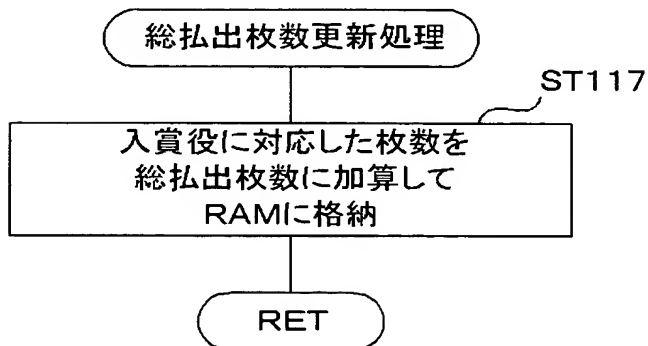 総払出枚数更新処理
ST117
入賞役に対応した枚数を
総払出枚数に加算して
RAMに格納
RET